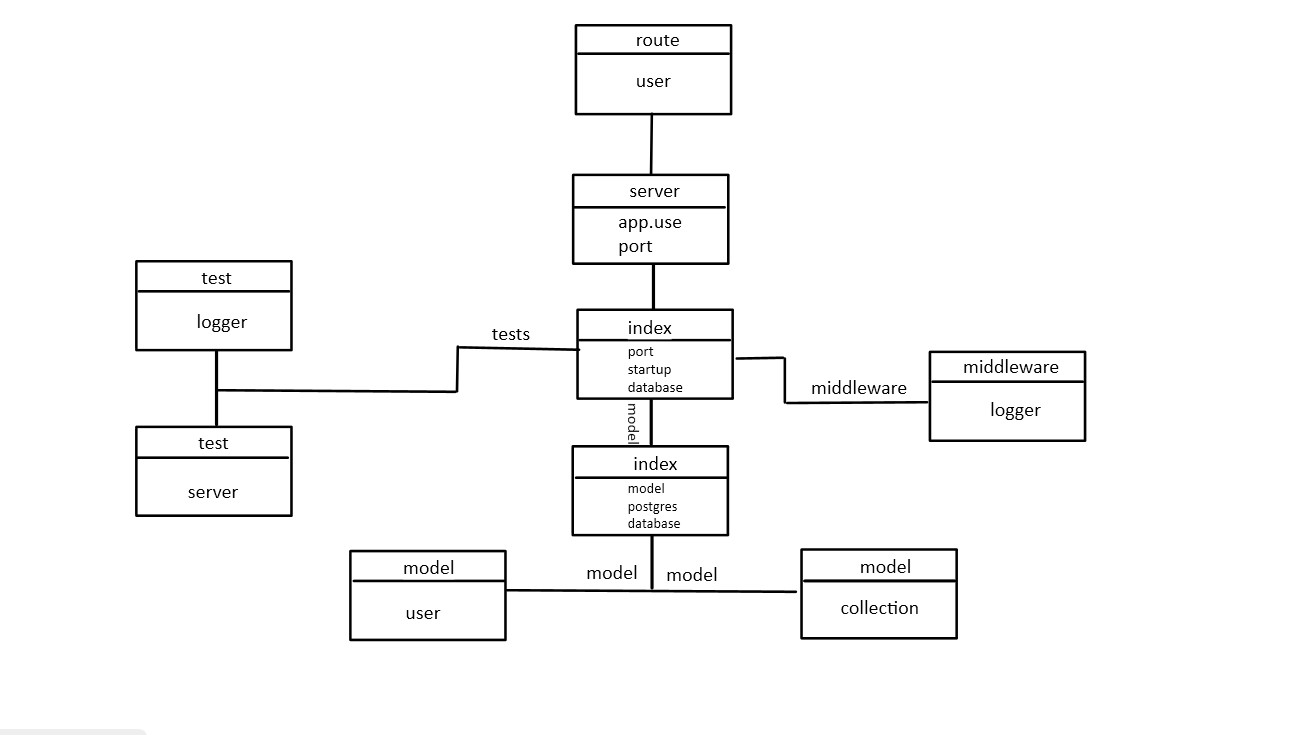 route
user
server
app.use
port
test
logger
tests
index
port
startup
database
middleware
middleware
logger
model
test
server
index
model
postgres
database
model
user
model
model
model
collection